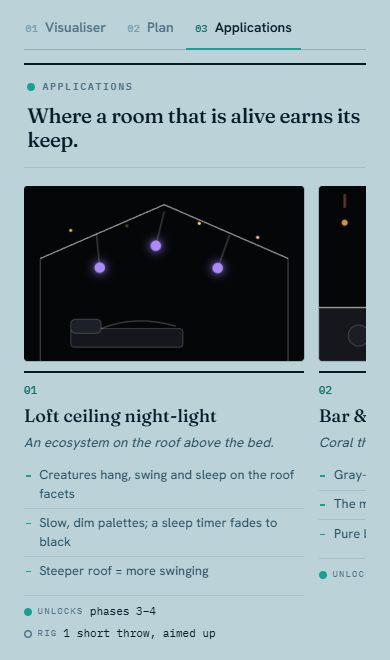 01 Visualiser 02 Plan 03 Applications
APPLICATIONS
Where a room that is alive earns its
keep.
01
Loft ceiling night-light
An ecosystem on the roof above the bed.
– Creatures hang, swing and sleep on the roof
facets
– Slow, dim palettes; a sleep timer fades to
black
– Steeper roof = more swinging
UNLOCKS phases 3–4
RIG 1 short throw, aimed up
02
Bar &
Coral
– Gray-
– The
– Pure